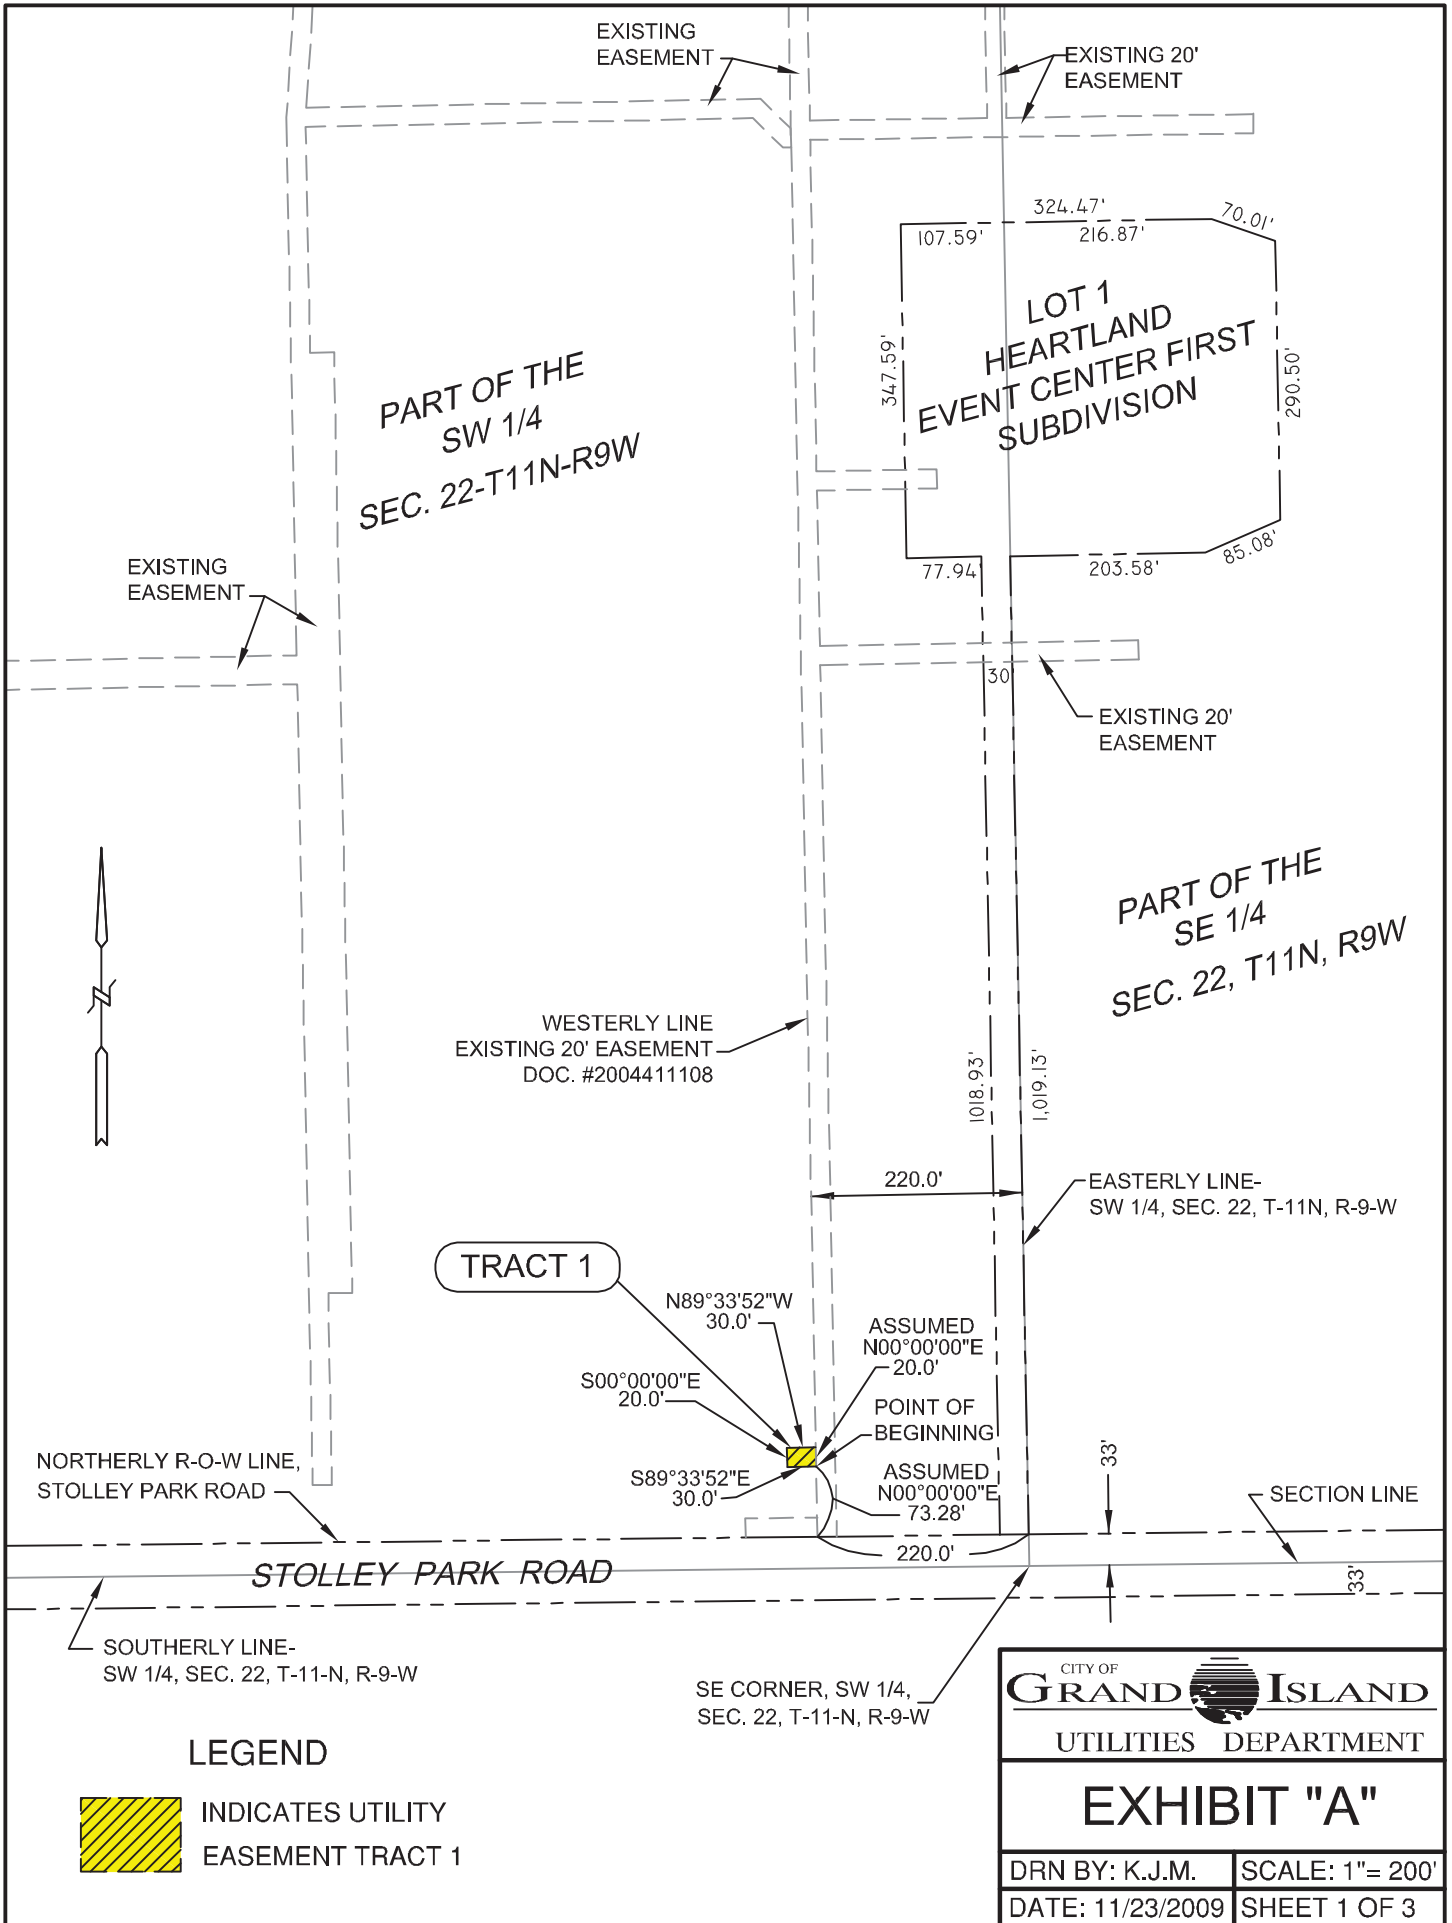 EXISTING
EASEMENT
EXISTING 20'
EASEMENT
324.47'
70.01'
107.59'
216.87'
LOT 1
HEARTLAND
EVENT CENTER FIRST
SUBDIVISION
347.59'
290.50'
PART OF THE
SW 1/4
SEC. 22-T11N-R9W
85.08'
77.94'
203.58'
EXISTING
EASEMENT
30'
EXISTING 20'
EASEMENT
PART OF THE
SE 1/4
SEC. 22, T11N, R9W
WESTERLY LINE
EXISTING 20' EASEMENT
DOC. #2004411108
1018.93'
1,019.13'
220.0'
EASTERLY LINE-
SW 1/4, SEC. 22, T-11N, R-9-W
TRACT 1
N89°33'52"W
30.0'
ASSUMED
N00°00'00"E
20.0'
S00°00'00"E
20.0'
POINT OF
BEGINNING
NORTHERLY R-O-W LINE,
STOLLEY PARK ROAD
S89°33'52"E
30.0'
ASSUMED
N00°00'00"E
73.28'
33'
SECTION LINE
220.0'
STOLLEY PARK ROAD
33'
SOUTHERLY LINE-
SW 1/4, SEC. 22, T-11-N, R-9-W
SE CORNER, SW 1/4,
SEC. 22, T-11-N, R-9-W
LEGEND
INDICATES UTILITY
EASEMENT TRACT 1
CITY OF
GRAND ISLAND
UTILITIES DEPARTMENT
EXHIBIT "A"
DRN BY: K.J.M.
SCALE: 1"= 200'
DATE: 11/23/2009
SHEET 1 OF 3